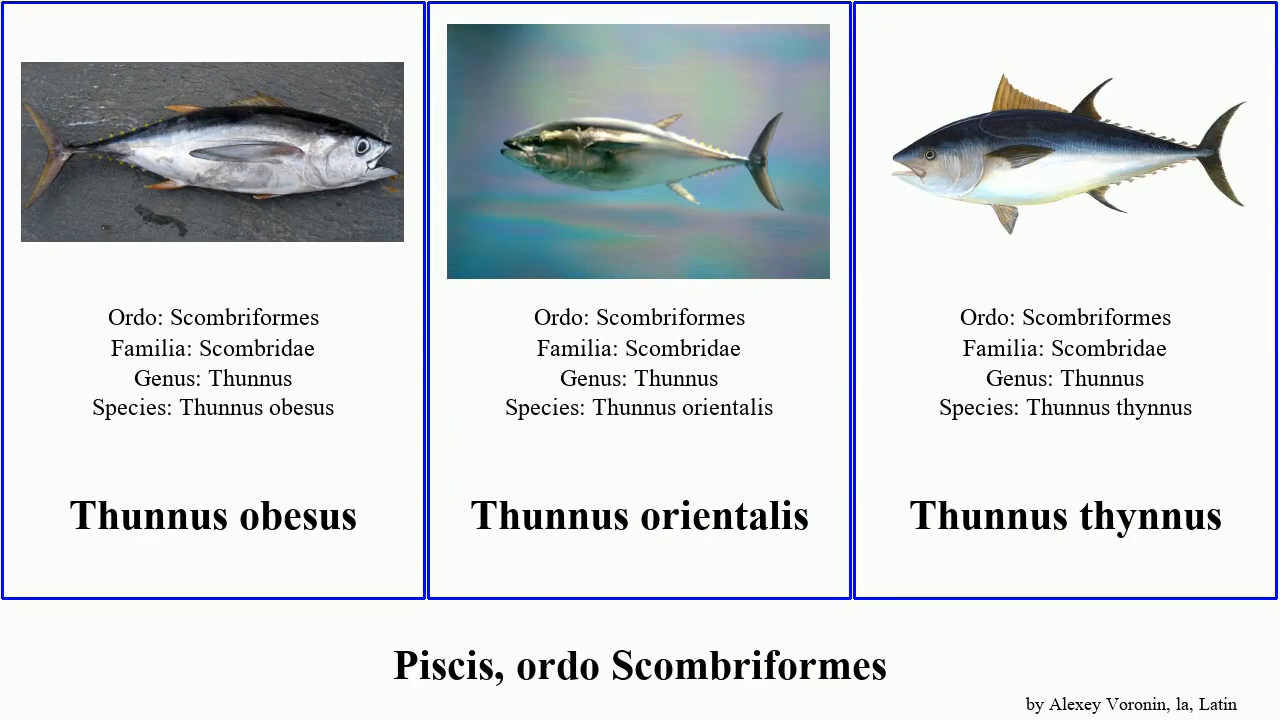 Ordo: Scombriformes
Familia: Scombridae
Genus: Thunnus
Species: Thunnus obesus
Thunnus obesus
Ordo: Scombriformes
Familia: Scombridae
Genus: Thunnus
Species: Thunnus orientalis
Thunnus orientalis
Ordo: Scombriformes
Familia: Scombridae
Genus: Thunnus
Species: Thunnus thynnus
Thunnus thynnus
Piscis, ordo Scombriformes
by Alexey Voronin, la, Latin